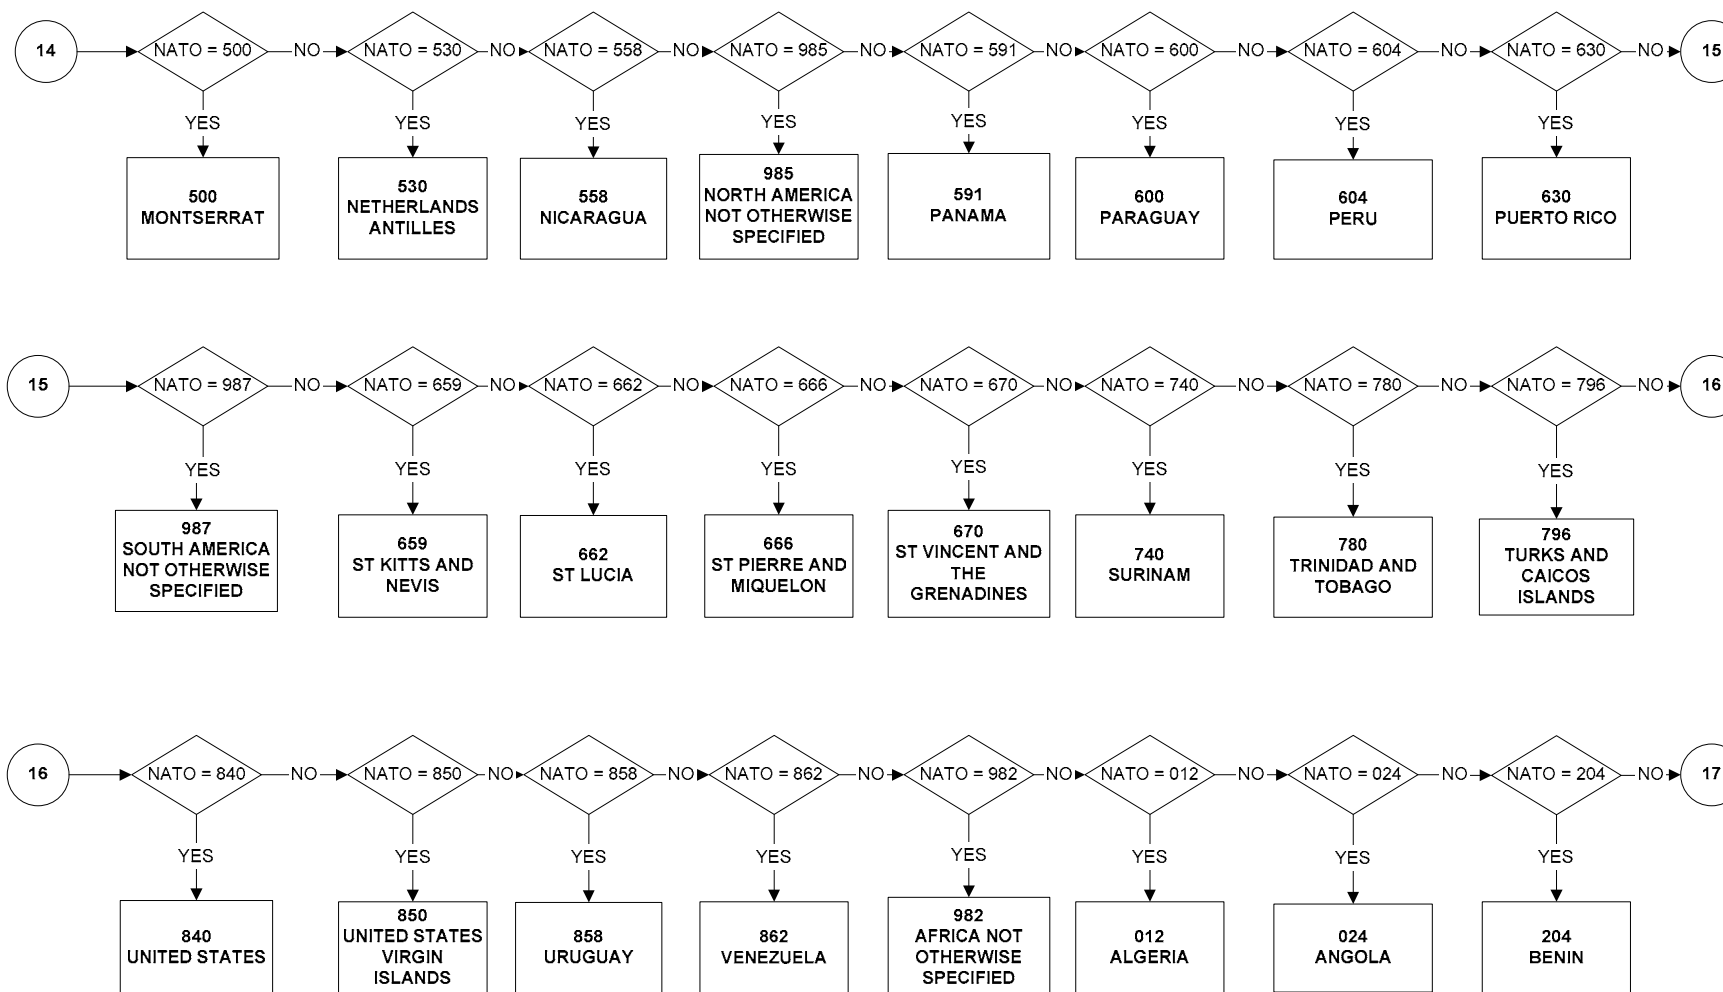 14
NATO = 500
NO
NATO = 530
NO
NATO = 558
NO
NATO = 985
NO
NATO = 591
NO
NATO = 600
NO
NATO = 604
NO
NATO = 630
NO
15
YES
YES
YES
YES
YES
YES
YES
YES
500
MONTSERRAT
530
NETHERLANDS
ANTILLES
558
NICARAGUA
985
NORTH AMERICA
NOT OTHERWISE
SPECIFIED
591
PANAMA
600
PARAGUAY
604
PERU
630
PUERTO RICO
15
NATO = 987
NO
NATO = 659
NO
NATO = 662
NO
NATO = 666
NO
NATO = 670
NO
NATO = 740
NO
NATO = 780
NO
NATO = 796
NO
16
YES
YES
YES
YES
YES
YES
YES
YES
987
SOUTH AMERICA
NOT OTHERWISE
SPECIFIED
659
ST KITTS AND
NEVIS
662
ST LUCIA
666
ST PIERRE AND
MIQUELON
670
ST VINCENT AND
THE
GRENADINES
740
SURINAM
780
TRINIDAD AND
TOBAGO
796
TURKS AND
CAICOS
ISLANDS
16
NATO = 840
NO
NATO = 850
NO
NATO = 858
NO
NATO = 862
NO
NATO = 982
NO
NATO = 012
NO
NATO = 024
NO
NATO = 204
NO
17
YES
YES
YES
YES
YES
YES
YES
YES
840
UNITED STATES
850
UNITED STATES
VIRGIN
ISLANDS
858
URUGUAY
862
VENEZUELA
982
AFRICA NOT
OTHERWISE
SPECIFIED
012
ALGERIA
024
ANGOLA
204
BENIN